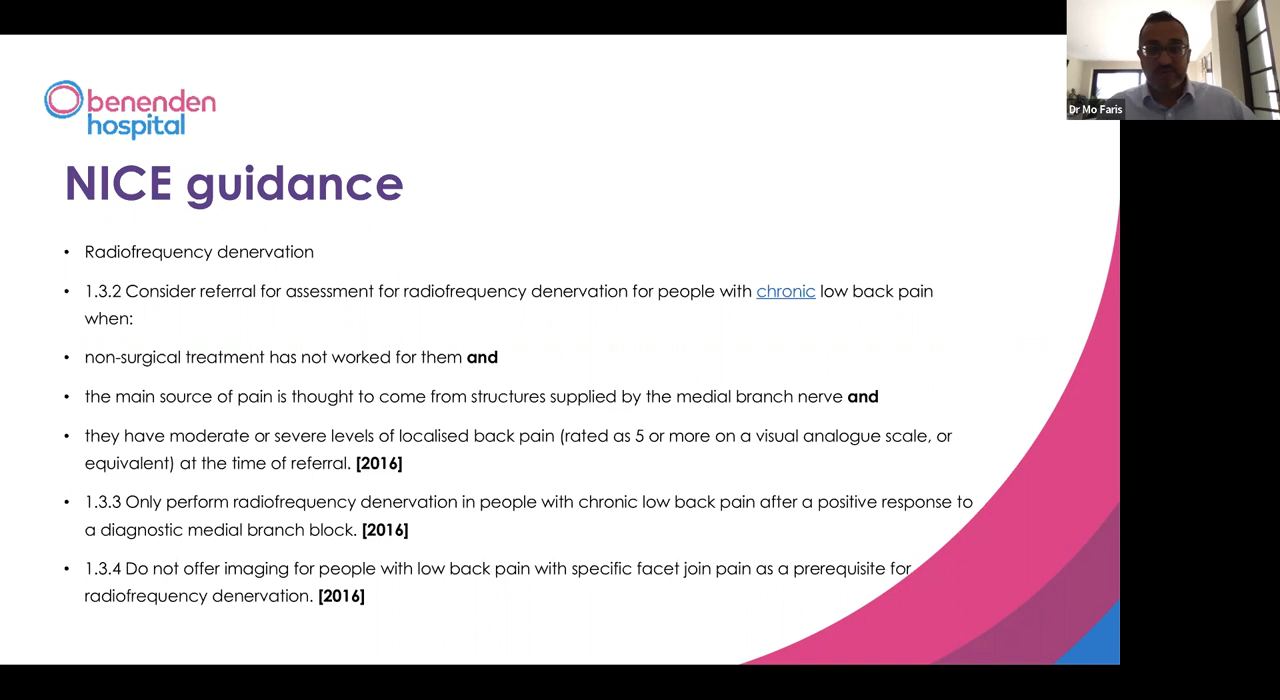 Dr Mo Faris
benenden
hospital
NICE guidance
• Radiofrequency denervation
• 1.3.2 Consider referral for assessment for radiofrequency denervation for people with chronic low back pain
when:
• non-surgical treatment has not worked for them and
• the main source of pain is thought to come from structures supplied by the medial branch nerve and
• they have moderate or severe levels of localised back pain (rated as 5 or more on a visual analogue scale, or
equivalent) at the time of referral. [2016]
• 1.3.3 Only perform radiofrequency denervation in people with chronic low back pain after a positive response to
a diagnostic medial branch block. [2016]
• 1.3.4 Do not offer imaging for people with low back pain with specific facet join pain as a prerequisite for
radiofrequency denervation. [2016]